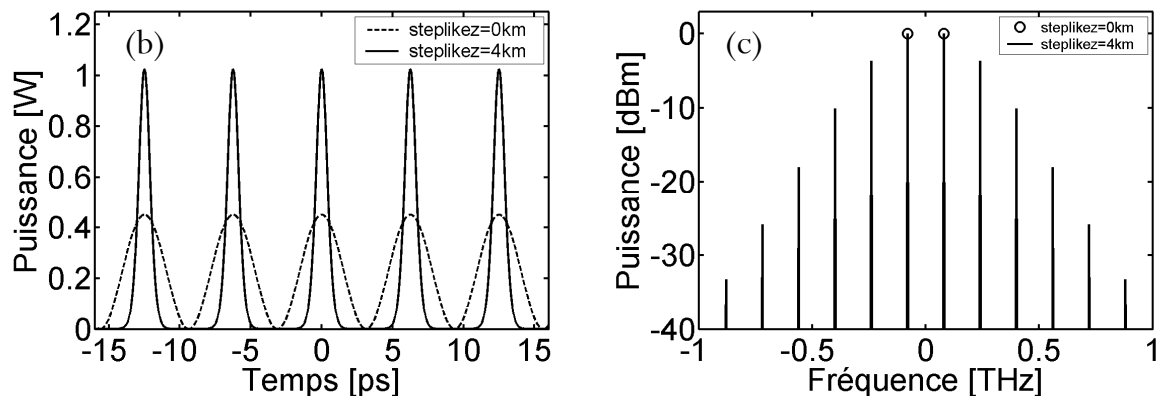 (b)
steplikez=0km
steplikez=4km
Puissance [W]
1.2
1
0.8
0.6
0.4
0.2
0
-15
-10
-5
0
5
10
15
Temps [ps]
(c)
steplikez=0km
steplikez=4km
Puissance [dBm]
0
-10
-20
-30
-40
-1
-0.5
0
0.5
1
Fréquence [THz]